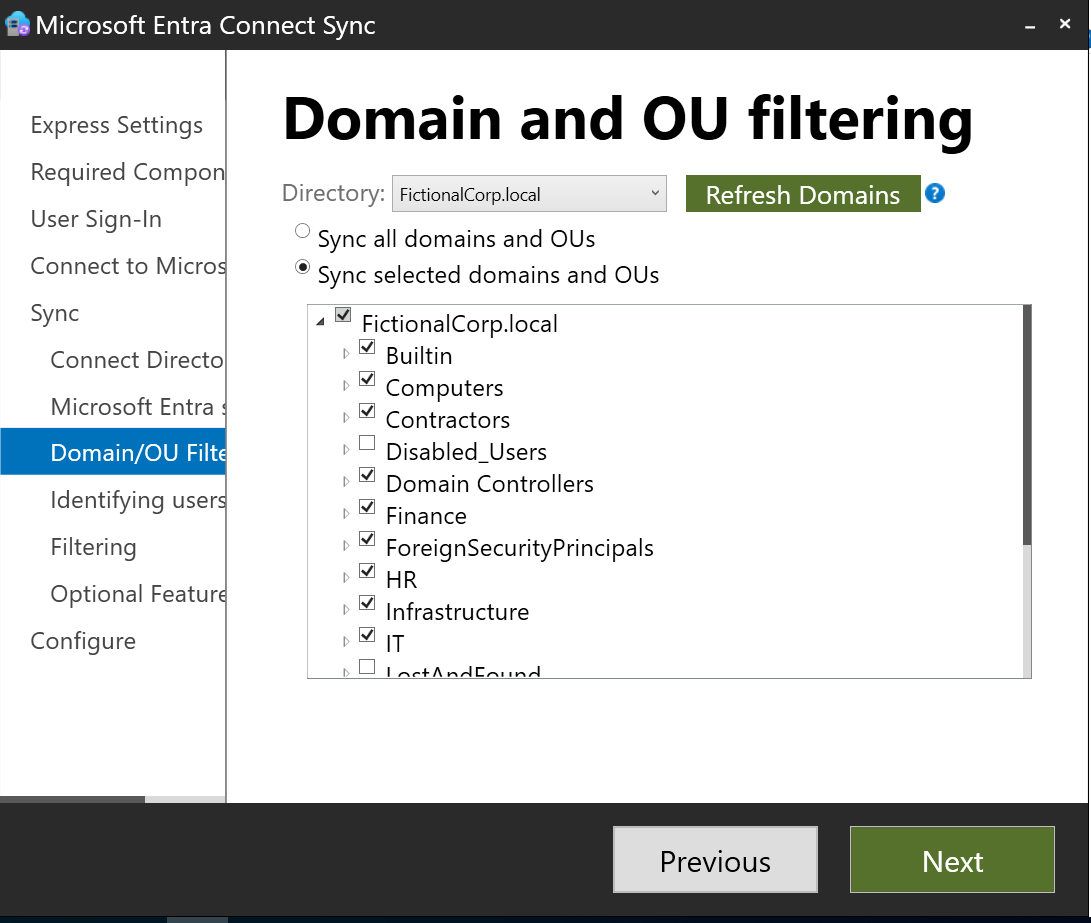 Microsoft Entra Connect Sync
Express Settings
Required Compon
User Sign-In
Connect to Micros
Sync
Connect Directo
Microsoft Entra s
Domain/OU Filte
Identifying users
Filtering
Optional Feature
Configure
Domain and OU filtering
Directory: FictionalCorp.local Refresh Domains ?
Sync all domains and OUs
Sync selected domains and OUs
FictionalCorp.local
Builtin
Computers
Contractors
Disabled_Users
Domain Controllers
Finance
ForeignSecurityPrincipals
HR
Infrastructure
IT
LostAndFound
Previous Next